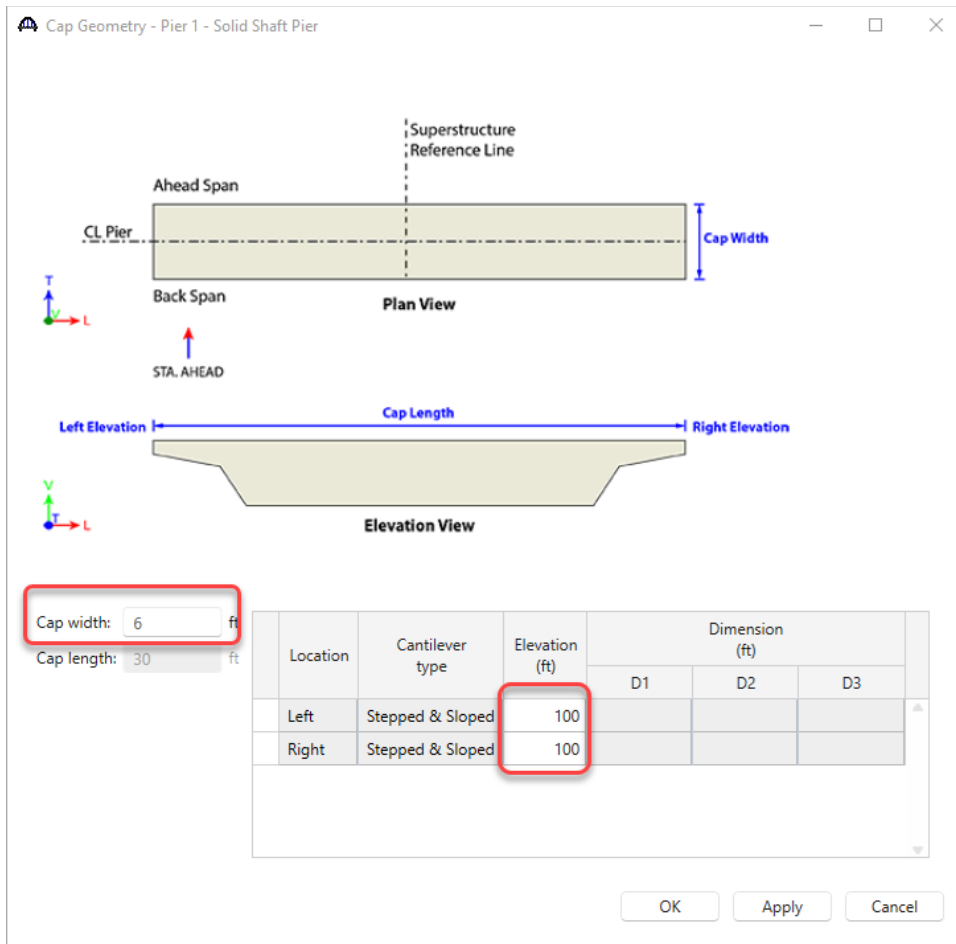 Cap Geometry - Pier 1 - Solid Shaft Pier
Superstructure
Reference Line
Ahead Span
CL Pier
Cap Width
T
V
L
Back Span
Plan View
STA. AHEAD
Cap Length
Left Elevation
Right Elevation
V
T
L
Elevation View
Cap width: 6 ft
Cap length: 30 ft
Location Cantilever type Elevation (ft) Dimension (ft)
D1 D2 D3
Left Stepped & Sloped 100
Right Stepped & Sloped 100
OK Apply Cancel